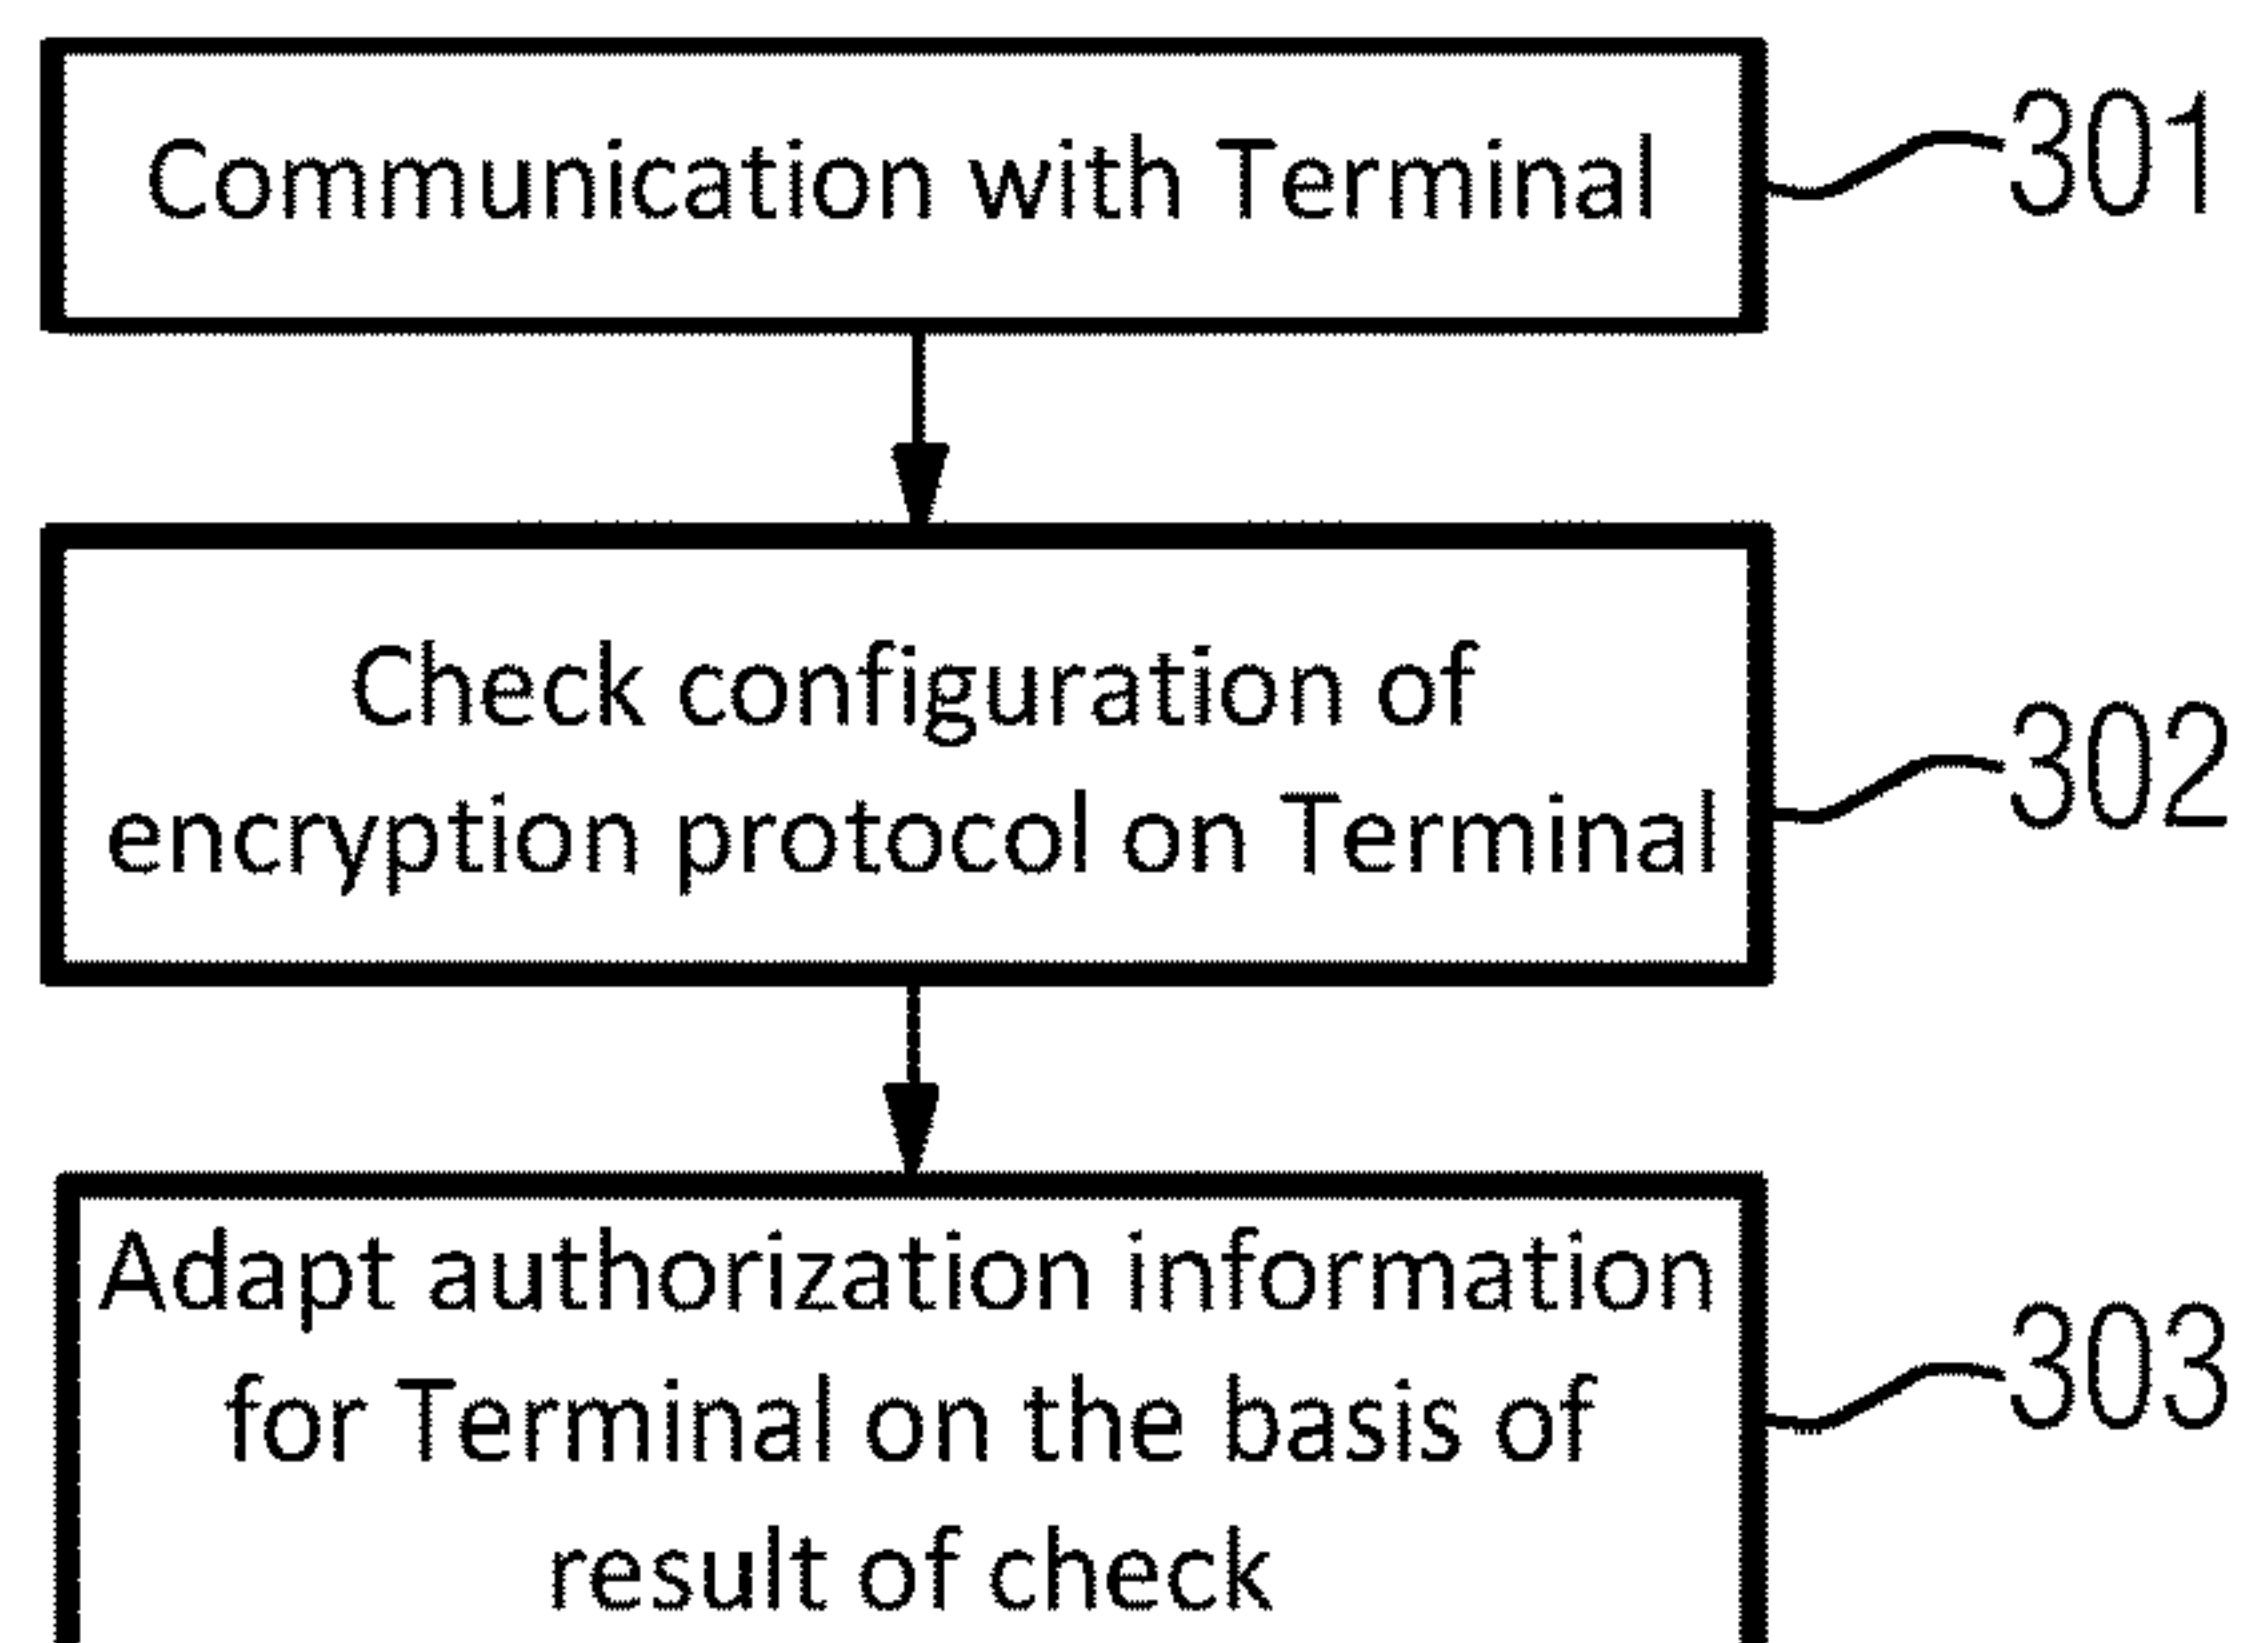 Communication with Terminal
301
Check configuration of
encryption protocol on Terminal
302
Adapt authorization information
for Terminal on the basis of
result of check
303